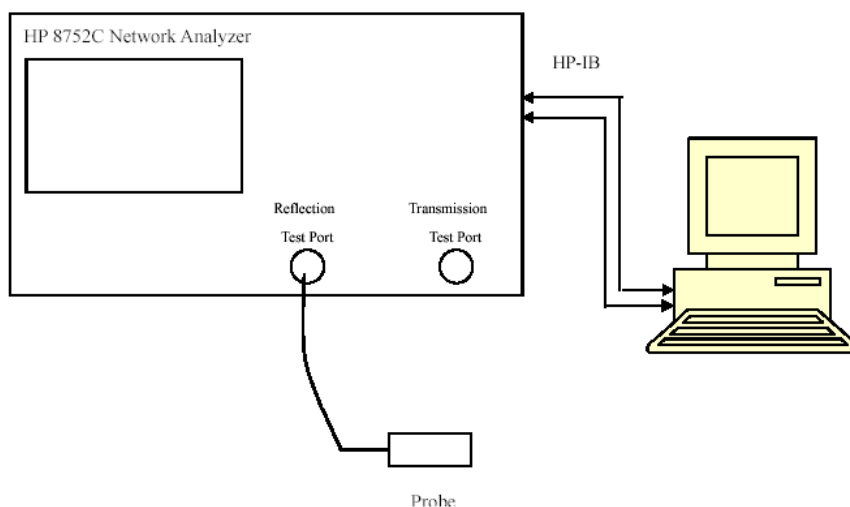 HP 8752C Network Analyzer
HP-IB
Reflection
Test Port
Transmission
Test Port
Probe